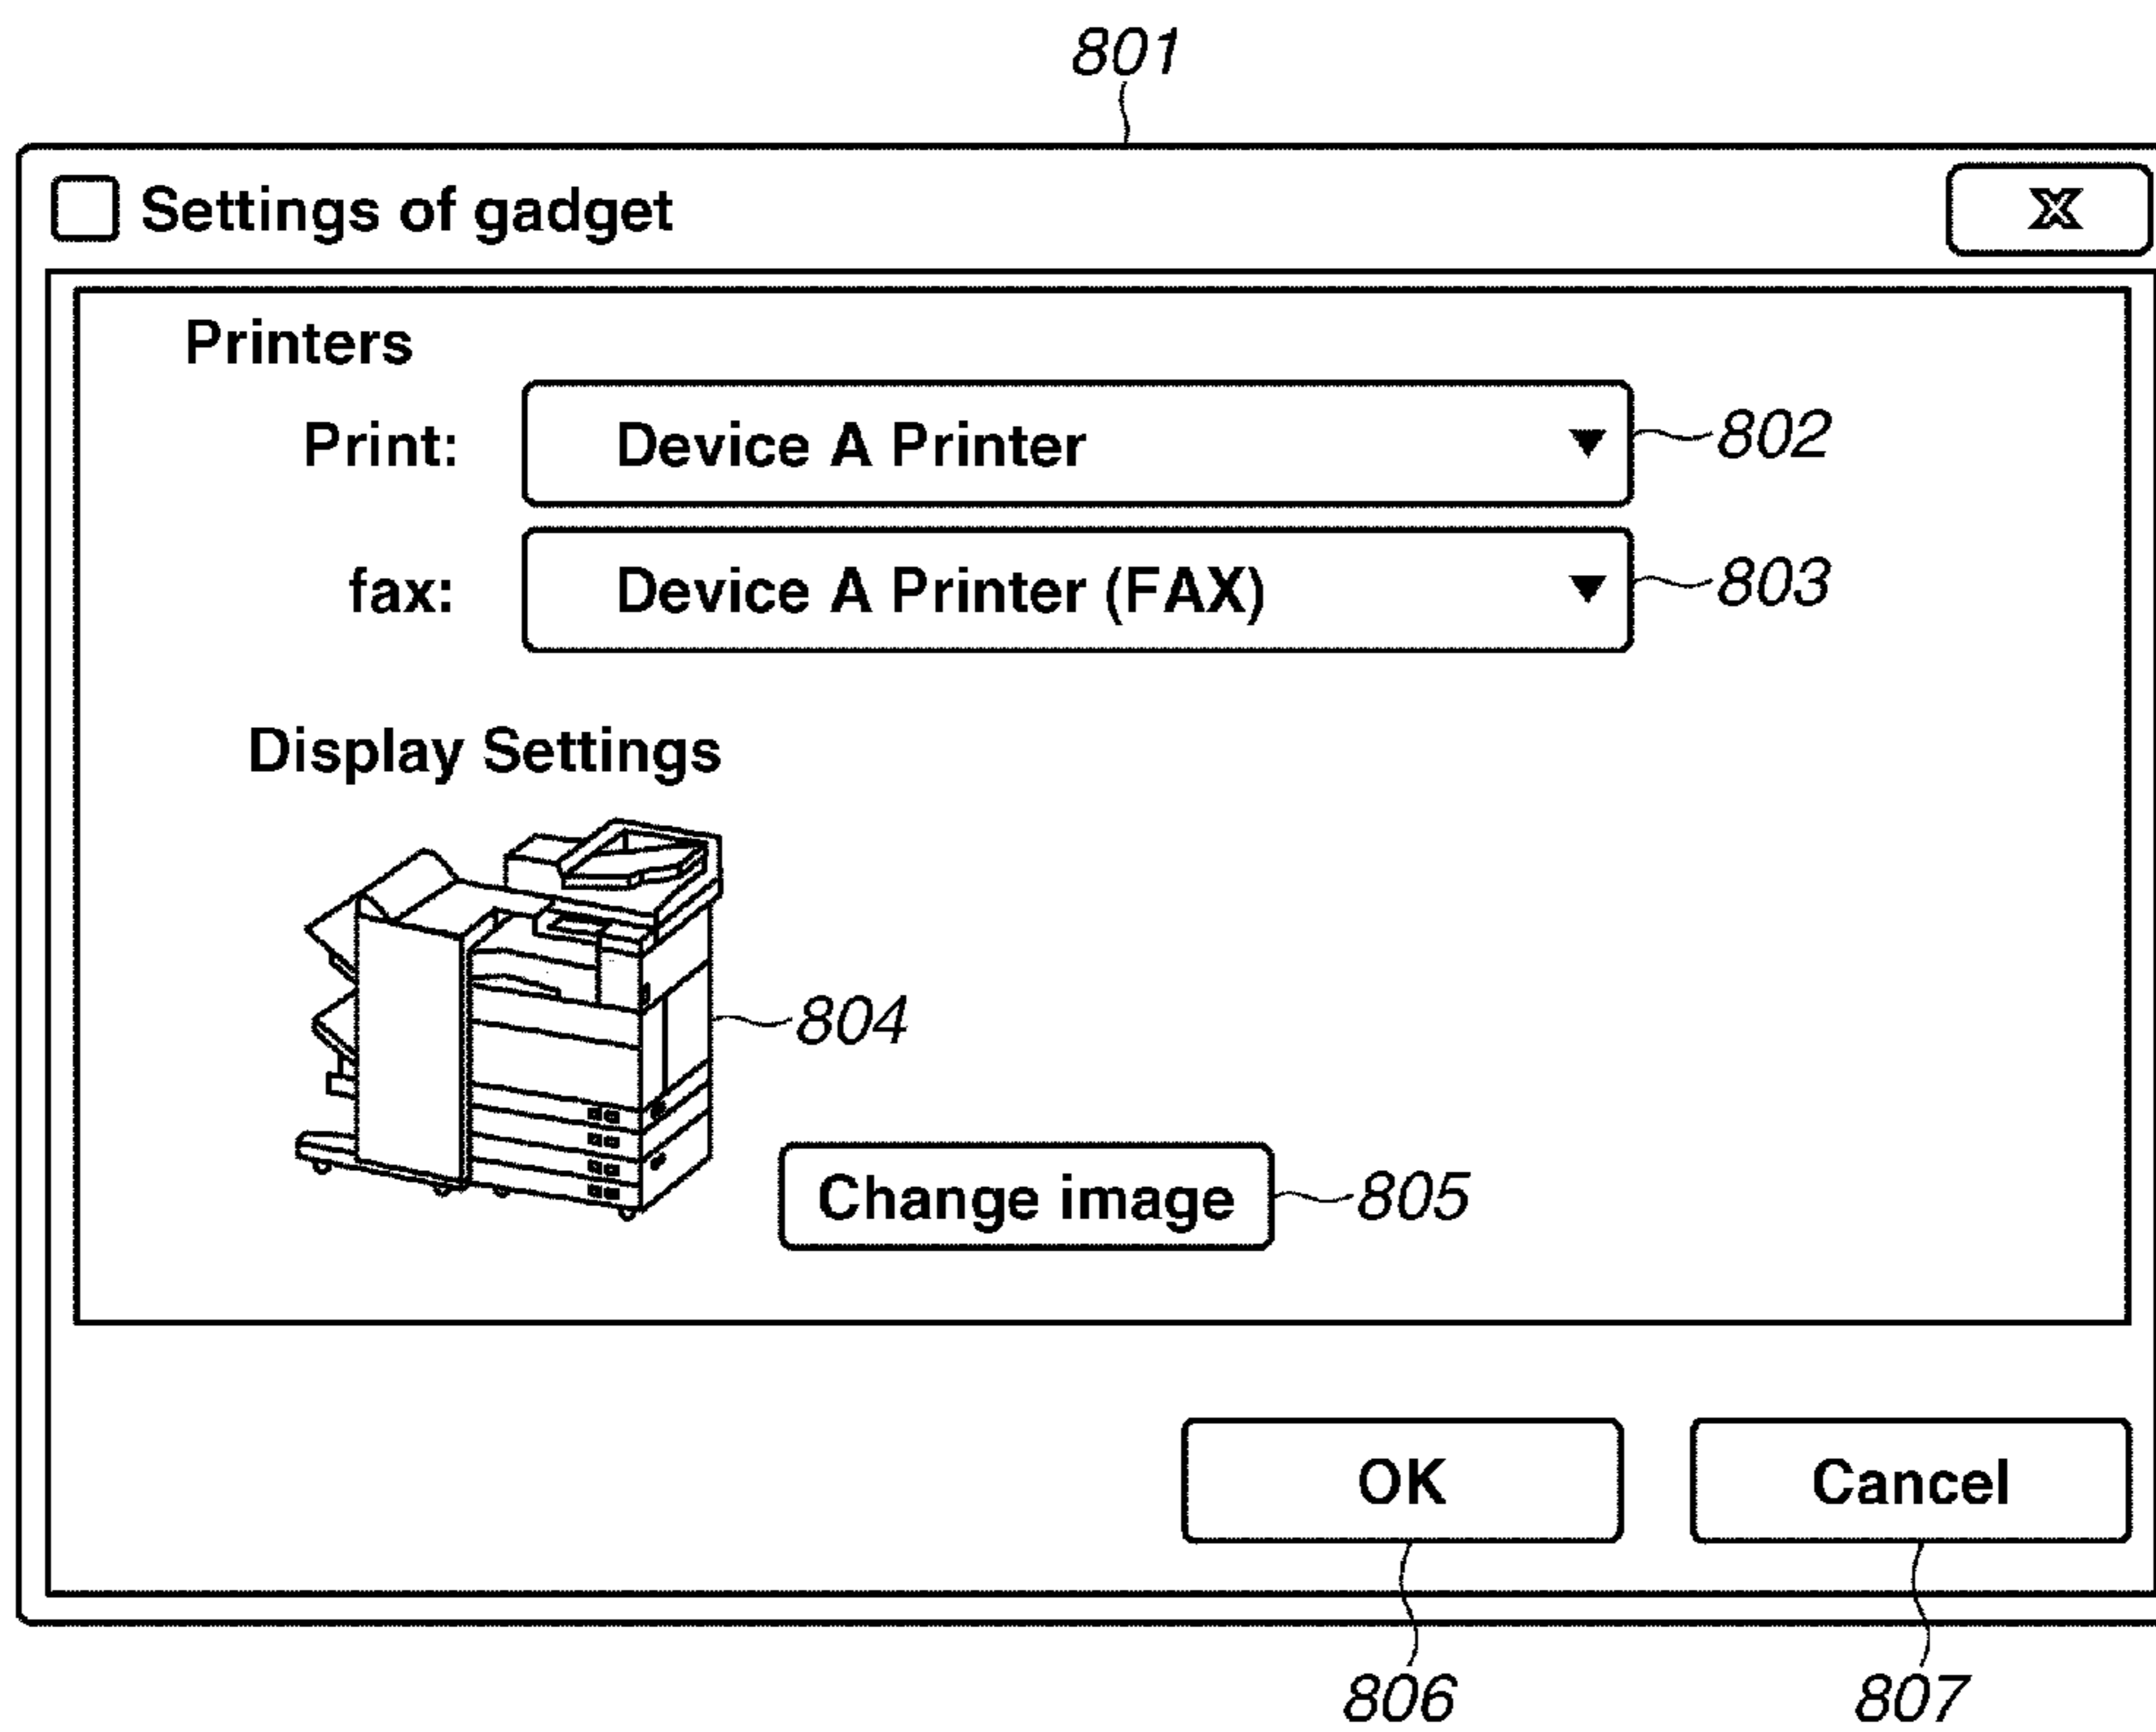 801
Settings of gadget X
Printers
Print: Device A Printer ▼ 802
fax: Device A Printer (FAX) ▼ 803
Display Settings
804
Change image 805
OK Cancel
806 807